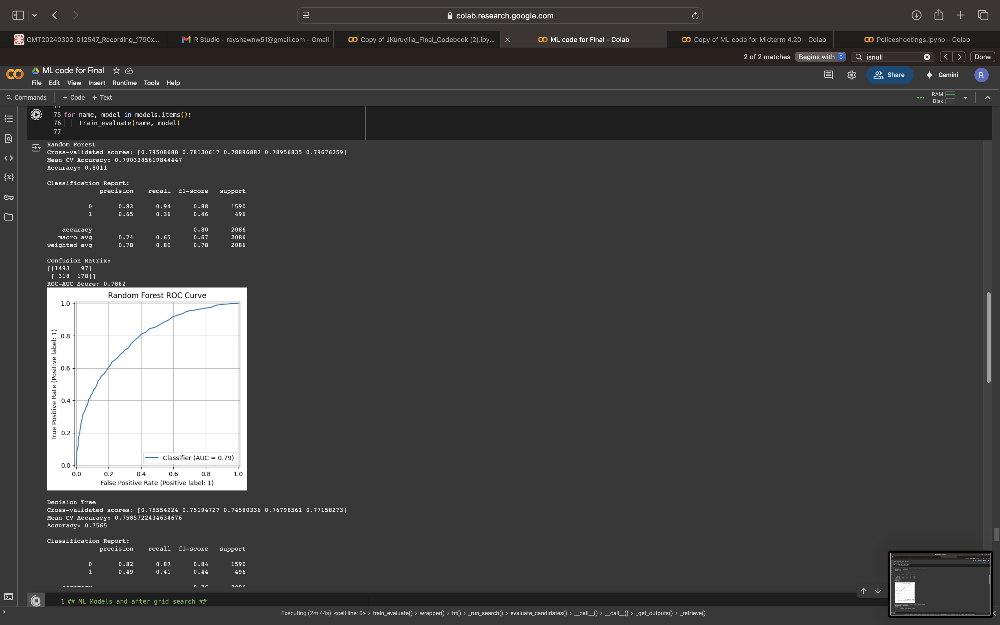 colab.research.google.com
GMT20240302-012547_Recording_1790x...
R Studio - rayshawnw51@gmail.com - Gmail
Copy of JKuruvilla_Final_Codebook (2).ipy...
ML code for Final - Colab
Copy of ML code for Midterm 4.20 - Colab
Policeshootings.ipynb - Colab
2 of 2 matches Begins with isnull Done
ML code for Final
File Edit View Insert Runtime Tools Help
Share Gemini R
Commands + Code + Text
RAM
Disk
74
75 for name, model in models.items():
76 train_evaluate(name, model)
77
Random Forest
Cross-validated scores: [0.79508688 0.78130617 0.78896882 0.78956835 0.79676259]
Mean CV Accuracy: 0.7903385619844447
Accuracy: 0.8011
Classification Report:
precision recall f1-score support
0 0.82 0.94 0.88 1590
1 0.65 0.36 0.46 496
accuracy 0.80 2086
macro avg 0.74 0.65 0.67 2086
weighted avg 0.78 0.80 0.78 2086
Confusion Matrix:
[[1493 97]
[ 318 178]]
ROC-AUC Score: 0.7862
Random Forest ROC Curve
True Positive Rate (Positive label: 1)
1.0
0.8
0.6
0.4
0.2
0.0
Classifier (AUC = 0.79)
0.0 0.2 0.4 0.6 0.8 1.0
False Positive Rate (Positive label: 1)
Decision Tree
Cross-validated scores: [0.75554224 0.75194727 0.74580336 0.76798561 0.77158273]
Mean CV Accuracy: 0.7585722434634676
Accuracy: 0.7565
Classification Report:
precision recall f1-score support
0 0.82 0.87 0.84 1590
1 0.49 0.41 0.44 496
accuracy 0.76 2086
1 ## ML Models and after grid search ##
Executing (2m 44s) <cell line: 0> > train_evaluate() > wrapper() > fit() > _run_search() > evaluate_candidates() > __call__() > __call__() > _get_outputs() > _retrieve()